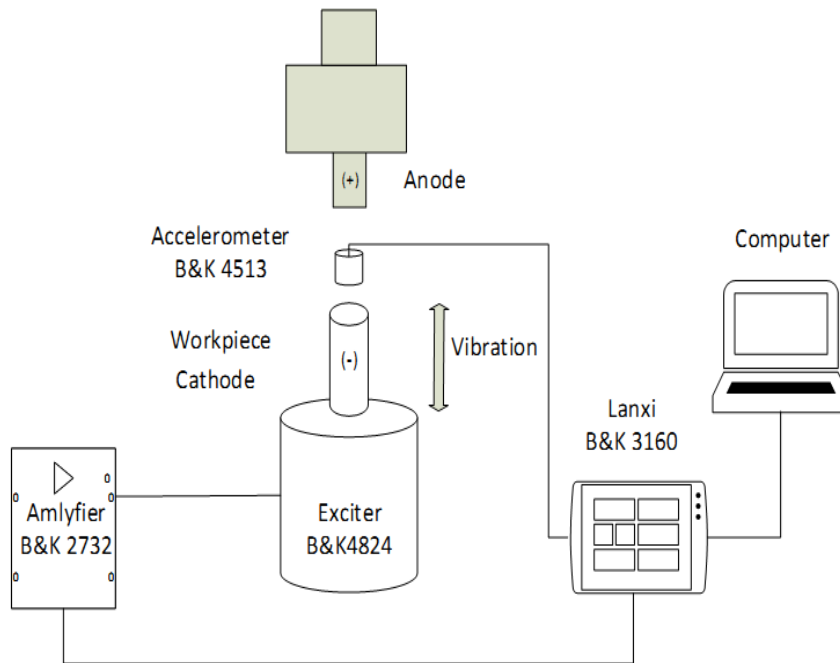 (+)
Anode
Accelerometer
B&K 4513
Computer
Workpiece
Cathode
(-)
Vibration
Lanxi
B&K 3160
Amlyfier
B&K 2732
Exciter
B&K4824